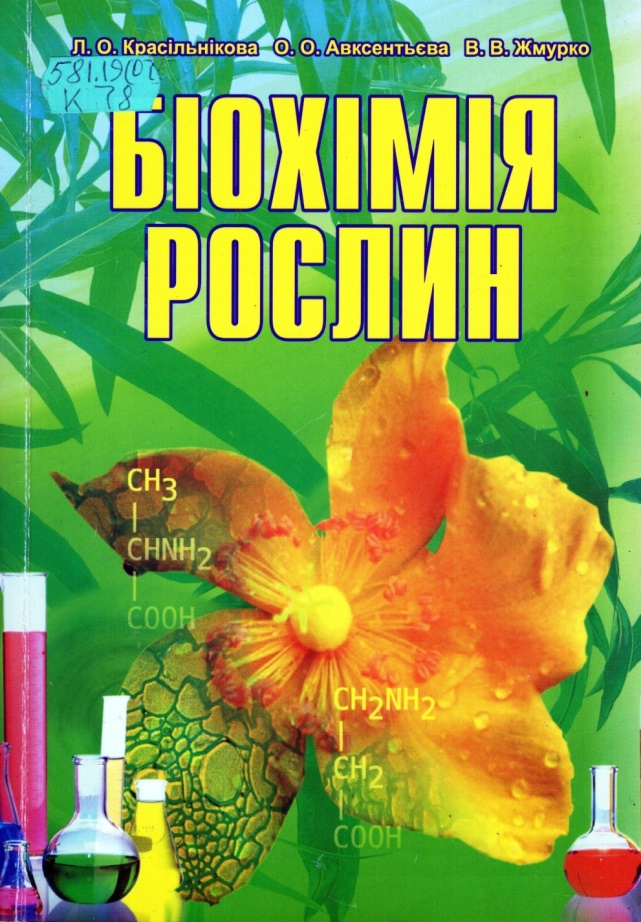 Л. О. Красільнікова О. О. Авксентьєва В. В. Жмурко
581.19(07
К 78
БІОХІМІЯ
РОСЛИН
CH3
|
CHNH2
|
COOH
CH2NH2
|
CH2
|
COOH